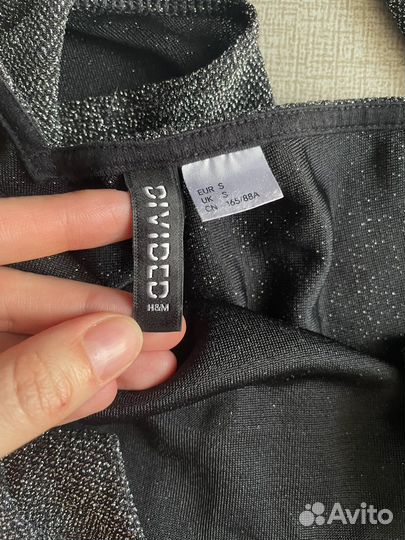 DIVIDED
H&M
EUR S
UK S
CN 165/88A
Avito